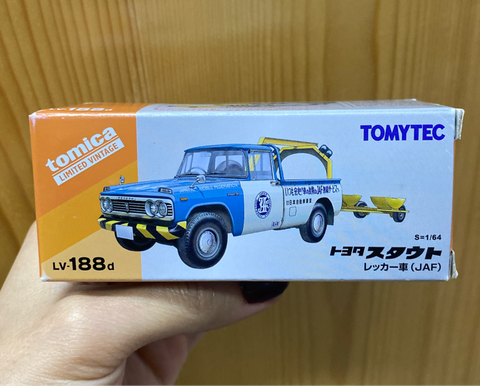 tomica
LIMITED VINTAGE
TOMYTEC
S=1/64
トヨタ スタウト
レッカー車(JAF)
LV-188d